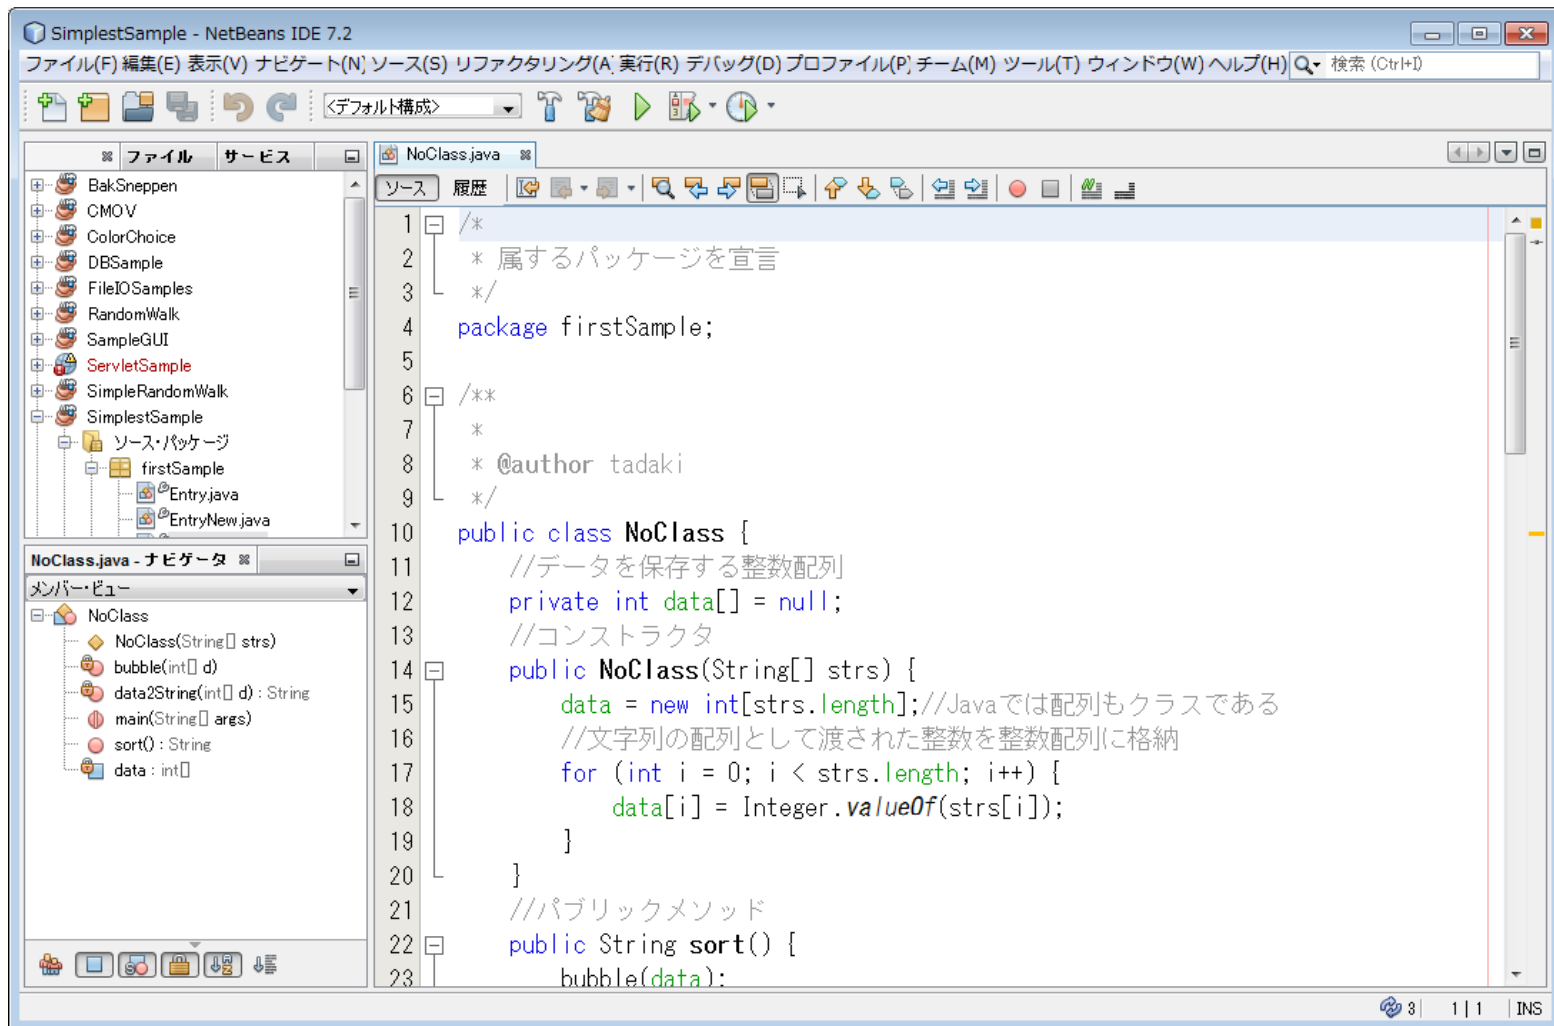 SimplestSample - NetBeans IDE 7.2
ファイル(F) 編集(E) 表示(V) ナビゲート(N) ソース(S) リファクタリング(A) 実行(R) デバッグ(D) プロファイル(P) チーム(M) ツール(T) ウィンドウ(W) ヘルプ(H) 検索 (Ctrl+I)
<デフォルト構成>
ファイル サービス
BakSneppen
CMOV
ColorChoice
DBSample
FileIOSamples
RandomWalk
SampleGUI
ServletSample
SimpleRandomWalk
SimplestSample
ソース・パッケージ
firstSample
Entry.java
EntryNew.java
NoClass.java - ナビゲータ
メンバー・ビュー
NoClass
NoClass(String[] strs)
bubble(int[] d)
data2String(int[] d) : String
main(String[] args)
sort() : String
data : int[]
NoClass.java
ソース 履歴
1 /*
2 * 属するパッケージを宣言
3 */
4 package firstSample;
5
6 /**
7 *
8 * @author tadaki
9 */
10 public class NoClass {
11 //データを保存する整数配列
12 private int data[] = null;
13 //コンストラクタ
14 public NoClass(String[] strs) {
15 data = new int[strs.length];//Javaでは配列もクラスである
16 //文字列の配列として渡された整数を整数配列に格納
17 for (int i = 0; i < strs.length; i++) {
18 data[i] = Integer.valueOf(strs[i]);
19 }
20 }
21 //パブリックメソッド
22 public String sort() {
23 bubble(data);
3 1 | 1 INS